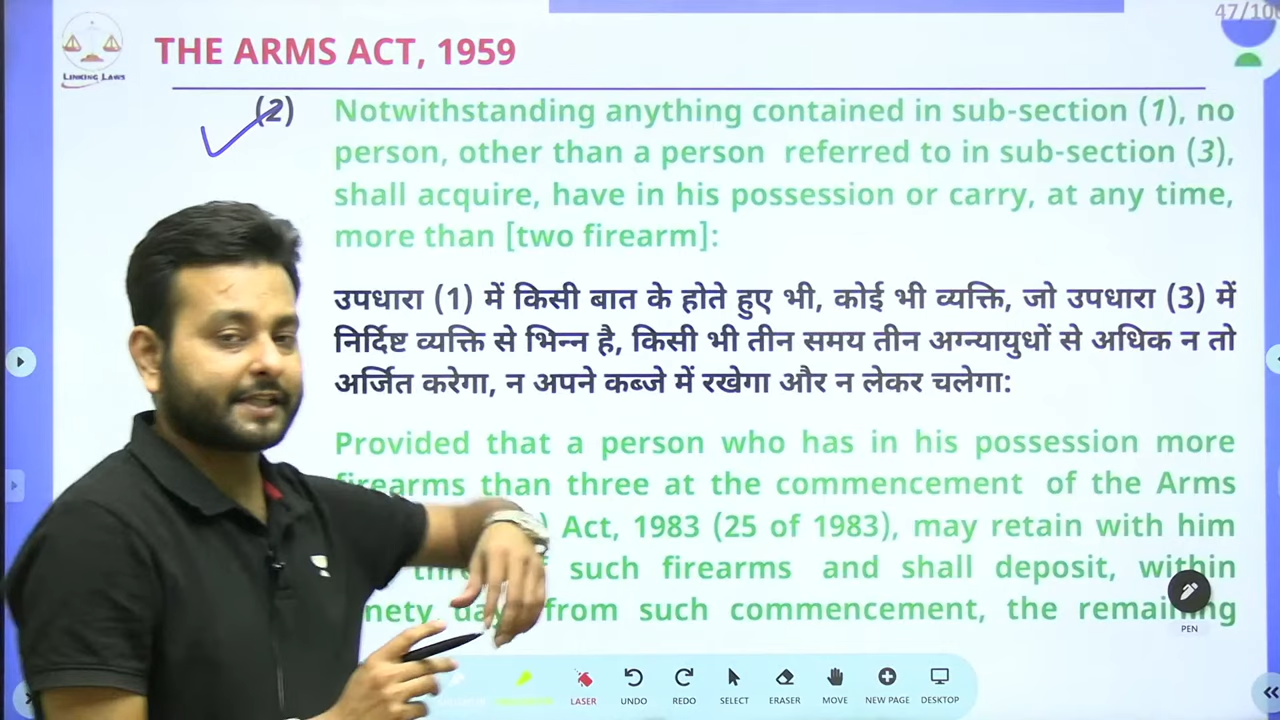 47/10
LINKING LAWS
THE ARMS ACT, 1959
(2) Notwithstanding anything contained in sub-section (1), no
person, other than a person referred to in sub-section (3),
shall acquire, have in his possession or carry, at any time,
more than [two firearm]:
उपधारा (1) में किसी बात के होते हुए भी, कोई भी व्यक्ति, जो उपधारा (3) में
निर्दिष्ट व्यक्ति से भिन्न है, किसी भी तीन समय तीन अग्न्यायुधों से अधिक न तो
अर्जित करेगा, न अपने कब्जे में रखेगा और न लेकर चलेगा:
Provided that a person who has in his possession more
firearms than three at the commencement of the Arms
Act, 1983 (25 of 1983), may retain with him
such firearms and shall deposit, within
from such commencement, the remaining
PEN
LASER UNDO REDO SELECT ERASER MOVE NEW PAGE DESKTOP